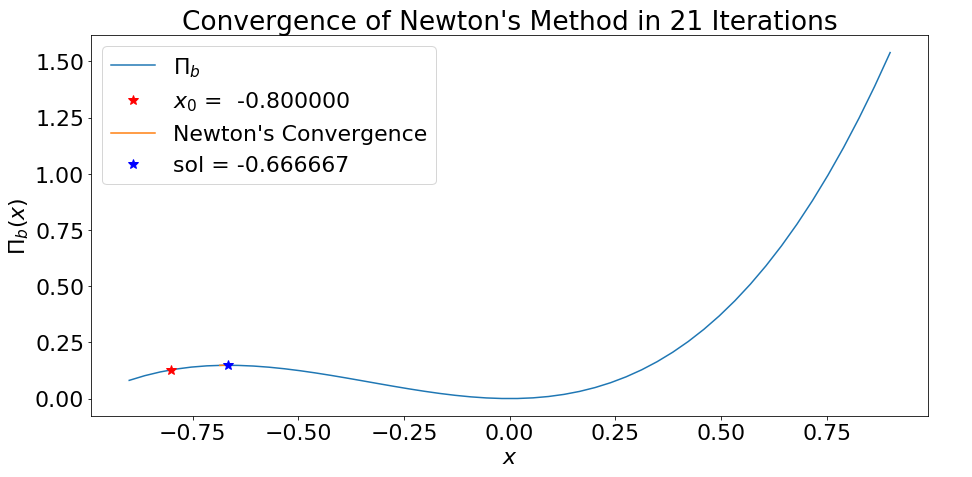 Convergence of Newton's Method in 21 Iterations
Π_b
x_0 =  -0.800000
Newton's Convergence
sol = -0.666667
Π_b(x)
1.50
1.25
1.00
0.75
0.50
0.25
0.00
−0.75 −0.50 −0.25 0.00 0.25 0.50 0.75
x